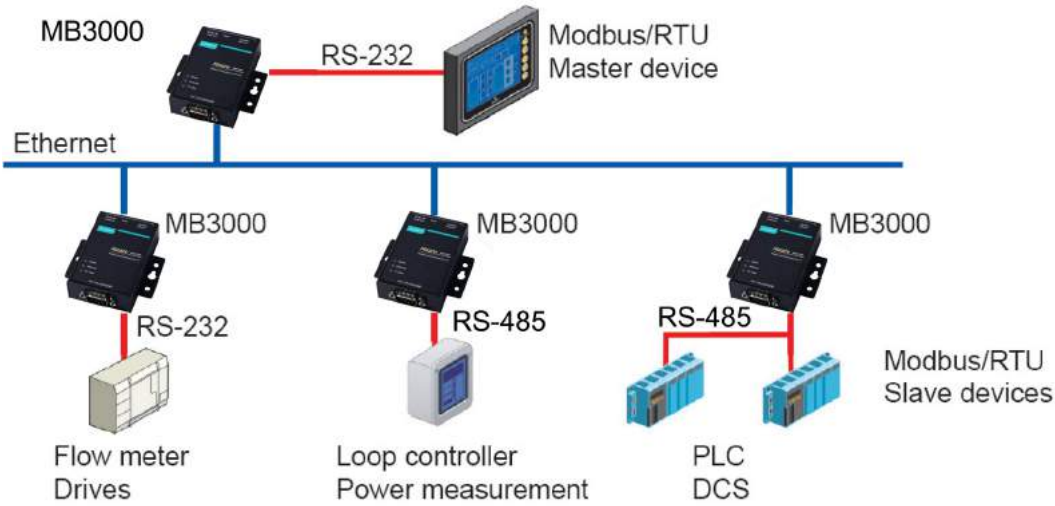 MB3000
RS-232
Modbus/RTU
Master device
Ethernet
MB3000
MB3000
MB3000
RS-232
RS-485
RS-485
Modbus/RTU
Slave devices
Flow meter
Drives
Loop controller
Power measurement
PLC
DCS